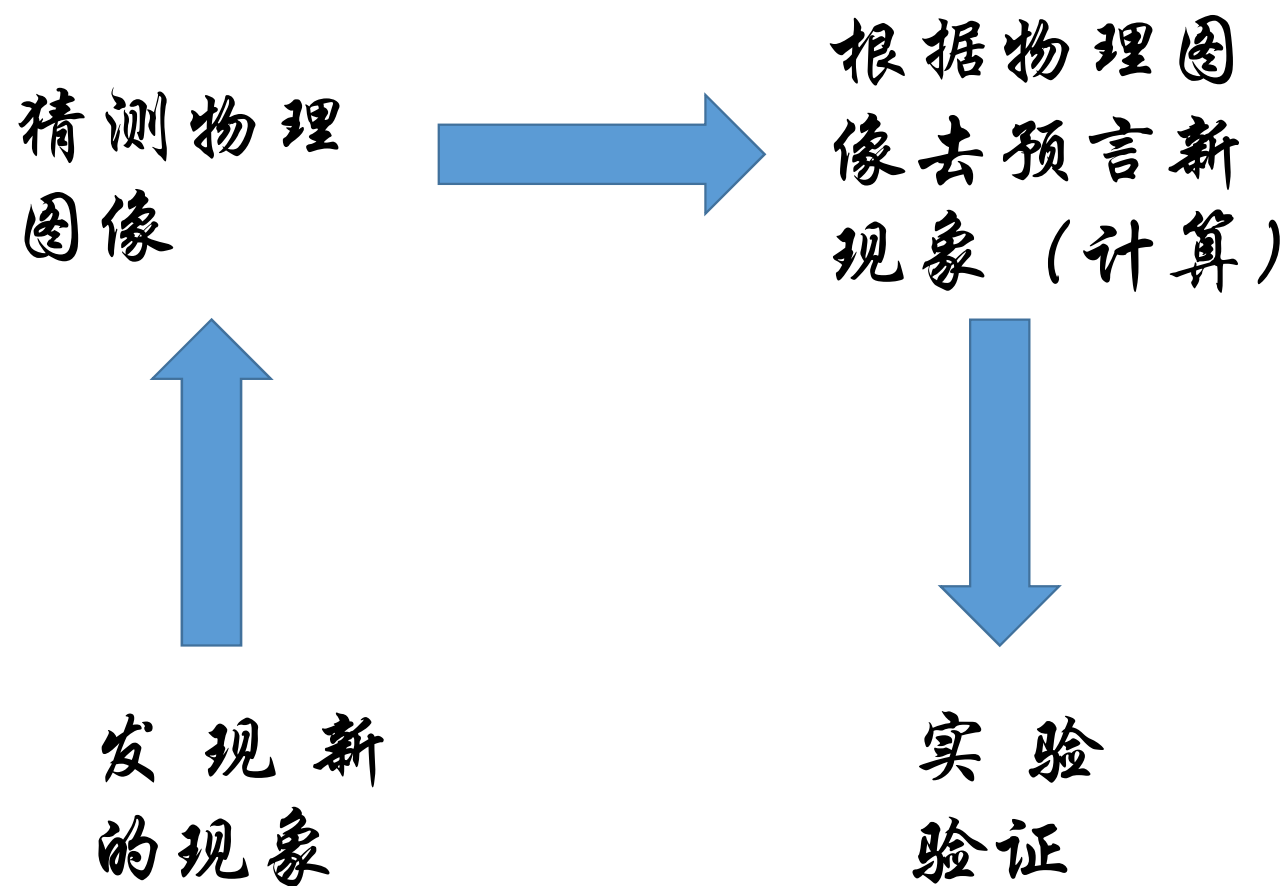 猜测物理
图像
根据物理图
像去预言新
现象（计算）
发现新
的现象
实验
验证